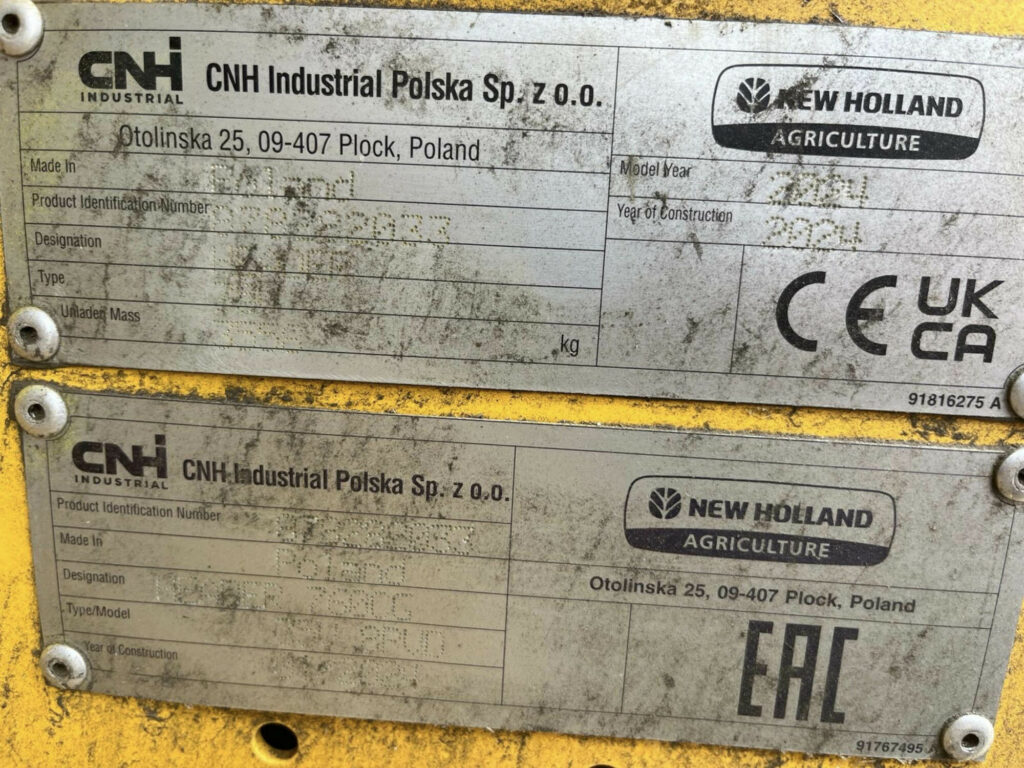 CNH INDUSTRIAL
CNH Industrial Polska Sp. z o.o.
Otolinska 25, 09-407 Plock, Poland
NEW HOLLAND
AGRICULTURE
Made In Poland
Product Identification Number
Designation
Type
Unladen Mass kg
Model Year 2024
Year of Construction 2024
CE UK
CA
91816275 A
CNH INDUSTRIAL
CNH Industrial Polska Sp. z o.o.
Product Identification Number
Made In Poland
Designation
Type/Model
Year of Construction
NEW HOLLAND
AGRICULTURE
Otolinska 25, 09-407 Plock, Poland
EAC
91767495